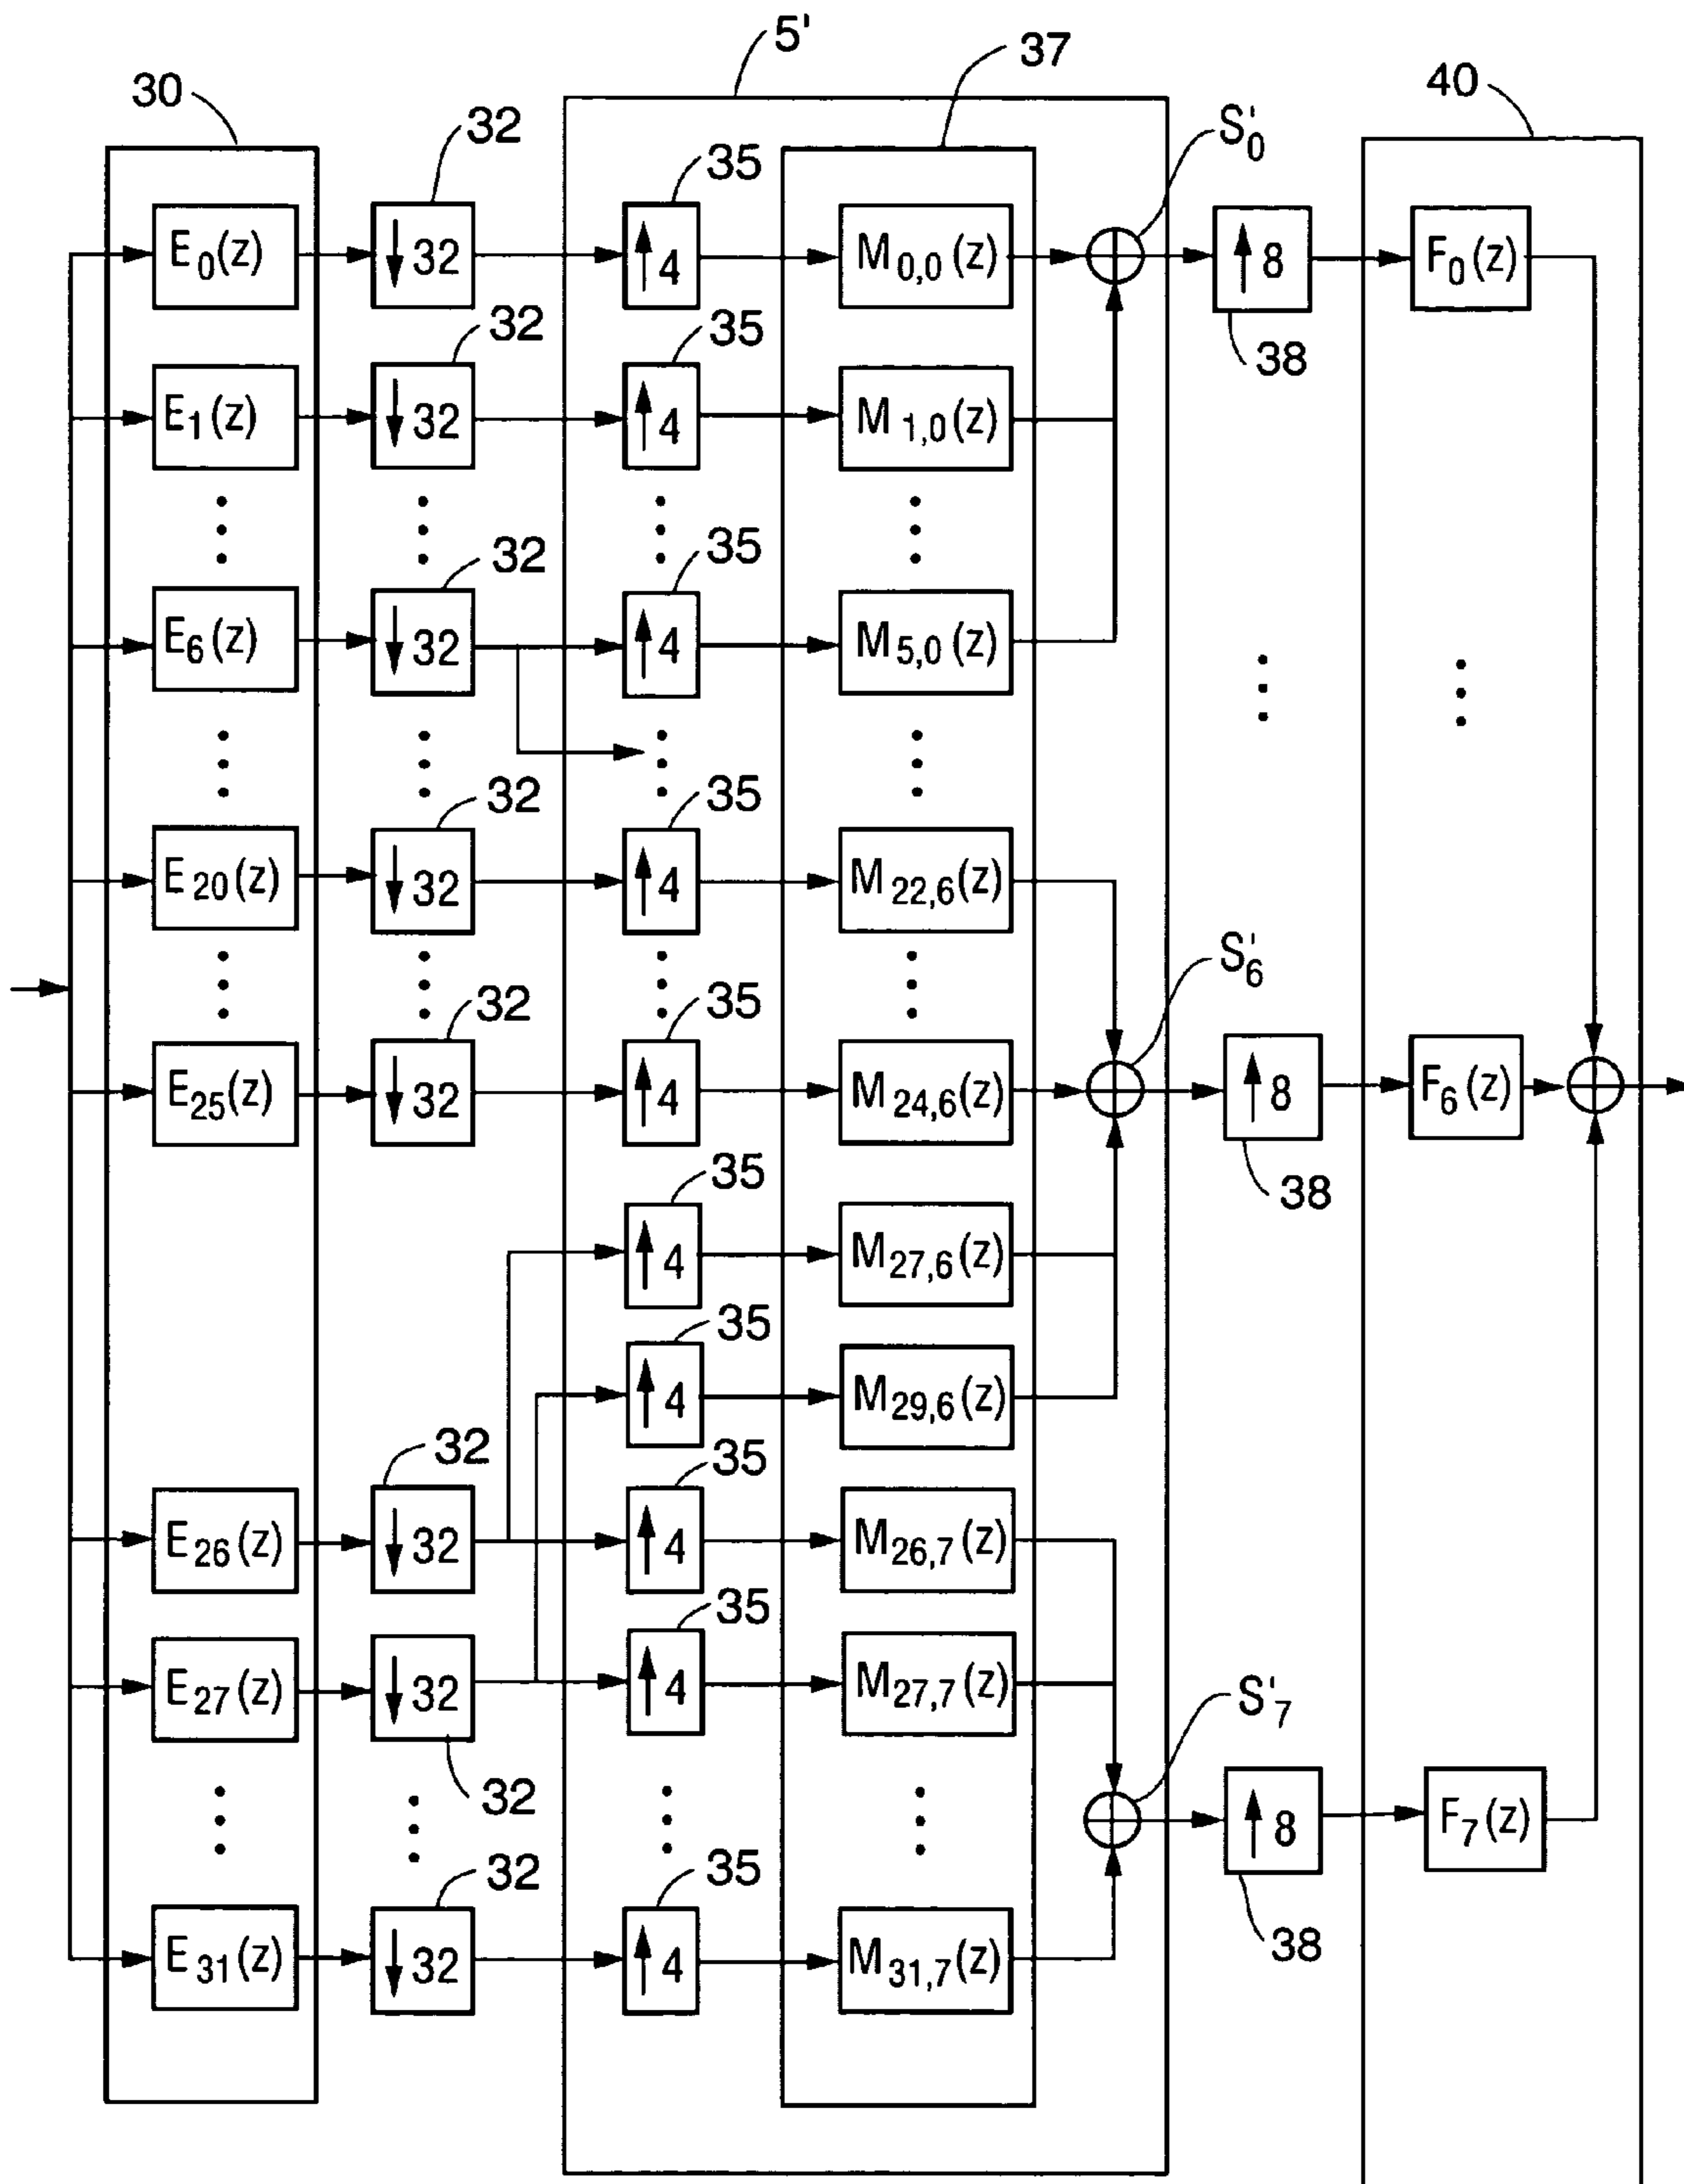 5'
37
30
40
32
S'0
35
E0(z)
↓32
↑4
M0,0(z)
↑8
F0(z)
32
35
38
E1(z)
↓32
↑4
M1,0(z)
32
35
E6(z)
↓32
↑4
M5,0(z)
32
35
E20(z)
↓32
↑4
M22,6(z)
S'6
32
35
E25(z)
↓32
↑4
M24,6(z)
↑8
F6(z)
35
38
↑4
M27,6(z)
35
↑4
M29,6(z)
32
35
E26(z)
↓32
↑4
M26,7(z)
35
E27(z)
↓32
↑4
M27,7(z)
S'7
32
↑8
F7(z)
32
35
38
E31(z)
↓32
↑4
M31,7(z)